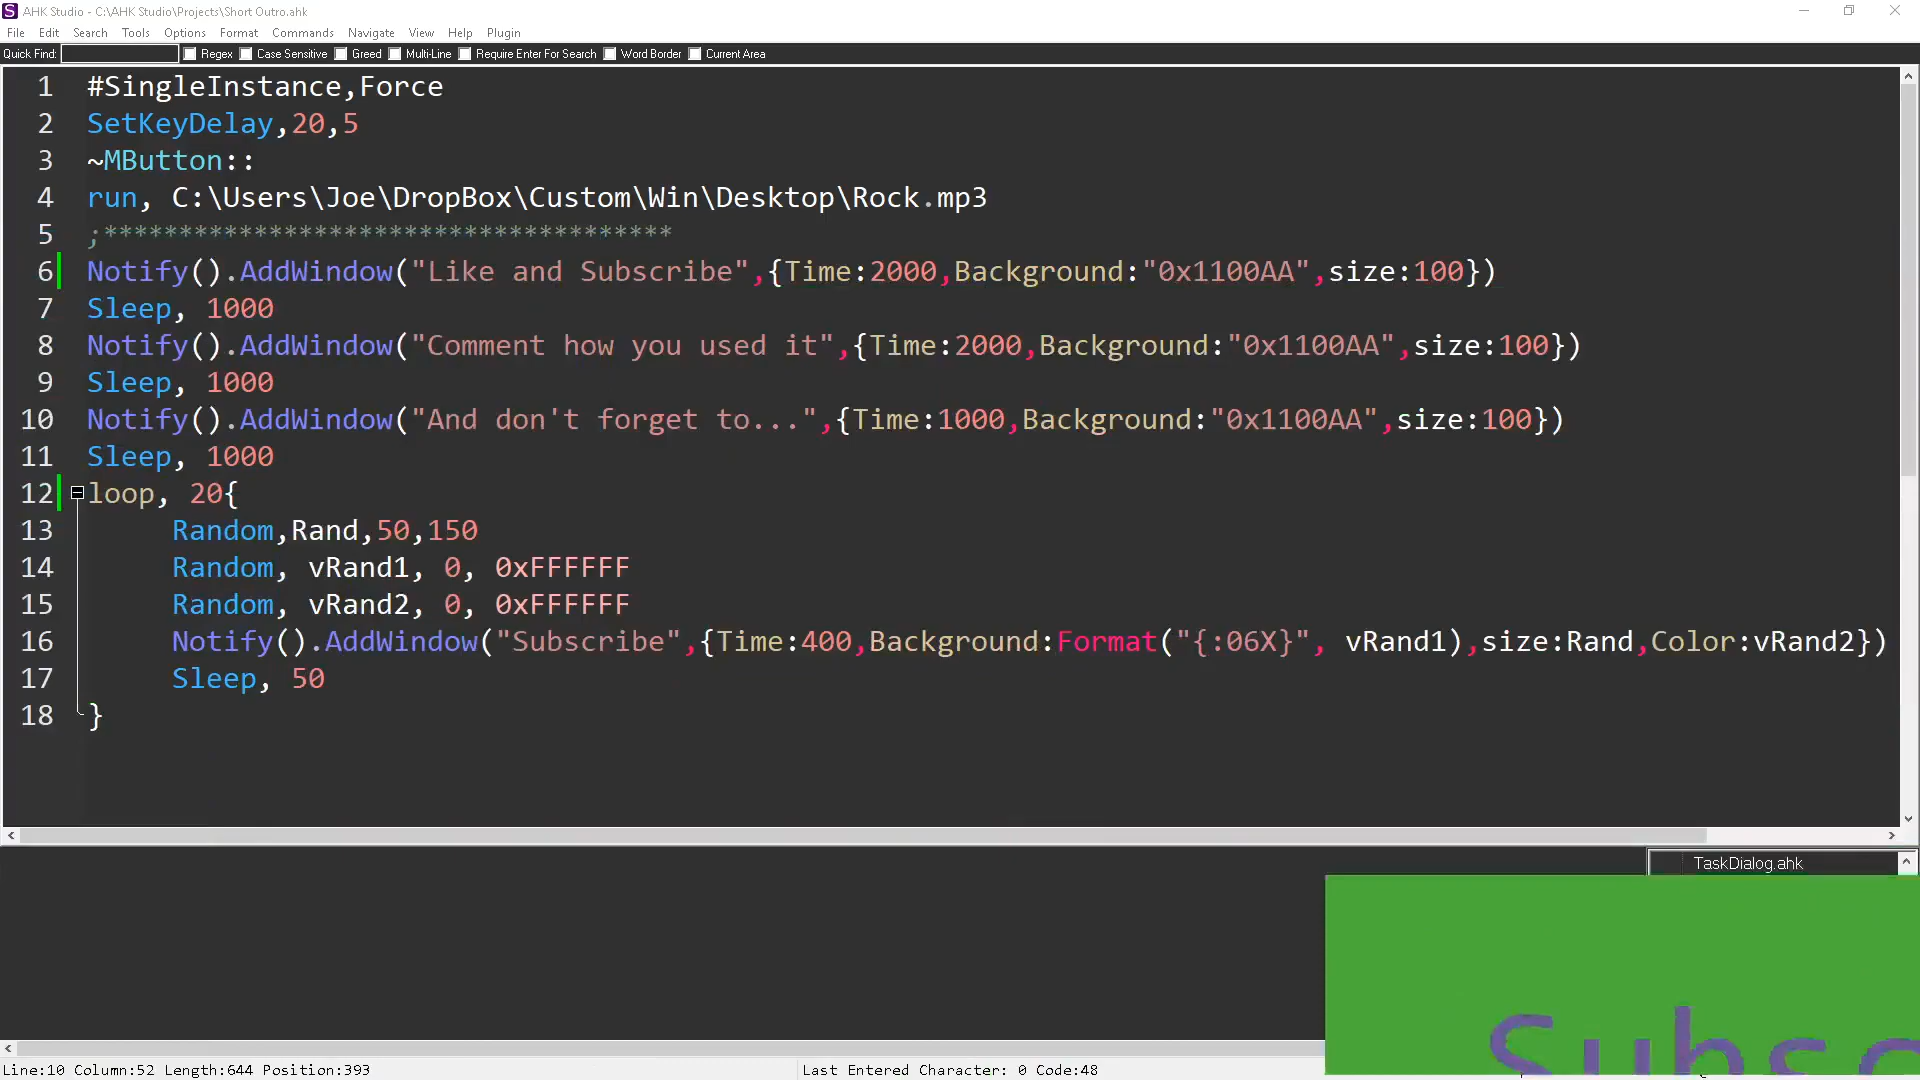 AHK Studio - C:\AHK Studio\Projects\Short Outro.ahk
File Edit Search Tools Options Format Commands Navigate View Help Plugin
Quick Find: Regex Case Sensitive Greed Multi-Line Require Enter For Search Word Border Current Area
1 #SingleInstance,Force
2 SetKeyDelay,20,5
3 ~MButton::
4 run, C:\Users\Joe\DropBox\Custom\Win\Desktop\Rock.mp3
5 ;**********************************
6 Notify().AddWindow("Like and Subscribe",{Time:2000,Background:"0x1100AA",size:100})
7 Sleep, 1000
8 Notify().AddWindow("Comment how you used it",{Time:2000,Background:"0x1100AA",size:100})
9 Sleep, 1000
10 Notify().AddWindow("And don't forget to...",{Time:1000,Background:"0x1100AA",size:100})
11 Sleep, 1000
12 loop, 20{
13 Random,Rand,50,150
14 Random, vRand1, 0, 0xFFFFFF
15 Random, vRand2, 0, 0xFFFFFF
16 Notify().AddWindow("Subscribe",{Time:400,Background:Format("{:06X}", vRand1),size:Rand,Color:vRand2})
17 Sleep, 50
18 }
TaskDialog.ahk
Subsc
Line:10 Column:52 Length:644 Position:393 Last Entered Character: 0 Code:48